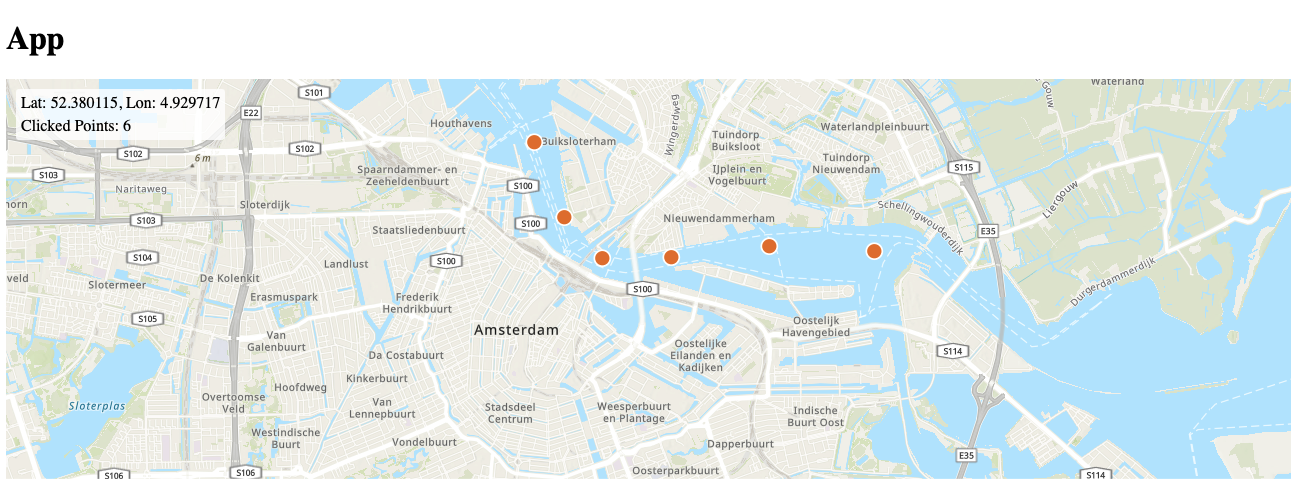 App
Lat: 52.380115, Lon: 4.929717
Clicked Points: 6
Waterland
Gouw
S101
E22
Houthavens
Buiksloterham
Wingerdweg
Tuindorp
Buiksloot
Waterlandpleinbuurt
S102
S102
6 m
Spaarndammer- en
Zeeheldenbuurt
IJplein en
Vogelbuurt
Tuindorp
Nieuwendam
S115
S103
Naritaweg
S100
Liergouw
horn
Sloterdijk
S103
S100
Staatsliedenbuurt
Nieuwendammerham
Schellingwouderdijk
E35
S104
Landlust
S100
veld
Slotermeer
De Kolenkit
Erasmuspark
Frederik
Hendrikbuurt
S100
Durgerdammerdijk
S105
Amsterdam
Oostelijk
Havengebied
Van
Galenbuurt
Da Costabuurt
Oostelijke
Eilanden en
Kadijken
S114
Kinkerbuurt
Hoofdweg
Sloterplas
Overtoomse
Veld
Van
Lennepbuurt
Stadsdeel
Centrum
Weesperbuurt
en Plantage
Indische
Buurt Oost
Westindische
Buurt
Vondelbuurt
Dapperbuurt
E35
S106
S106
Oosterparkbuurt
S114